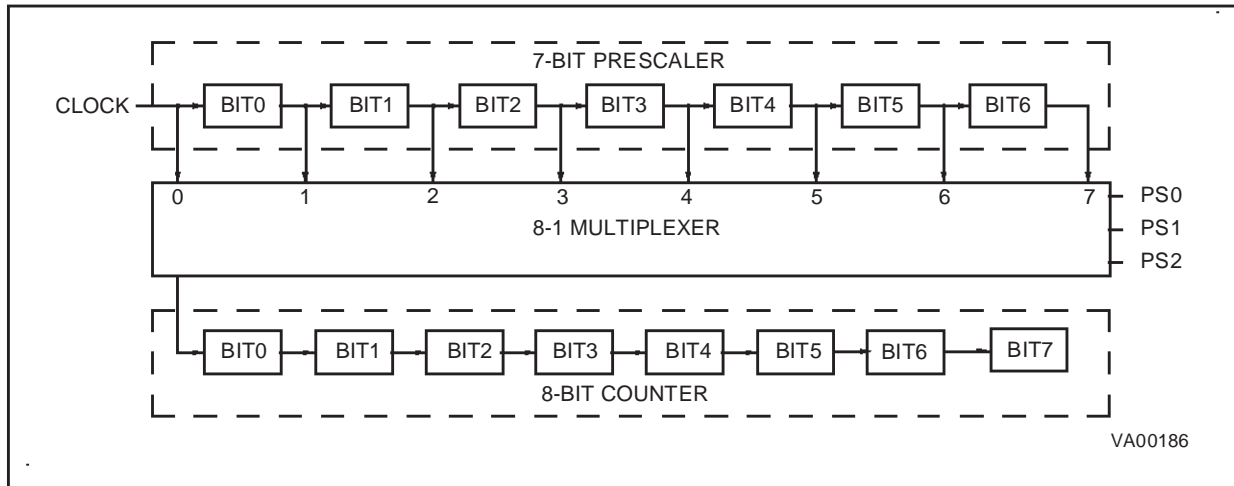 7-BIT PRESCALER
CLOCK BIT0 BIT1 BIT2 BIT3 BIT4 BIT5 BIT6
0 1 2 3 4 5 6 7 PS0
8-1 MULTIPLEXER PS1
PS2
BIT0 BIT1 BIT2 BIT3 BIT4 BIT5 BIT6 BIT7
8-BIT COUNTER
VA00186